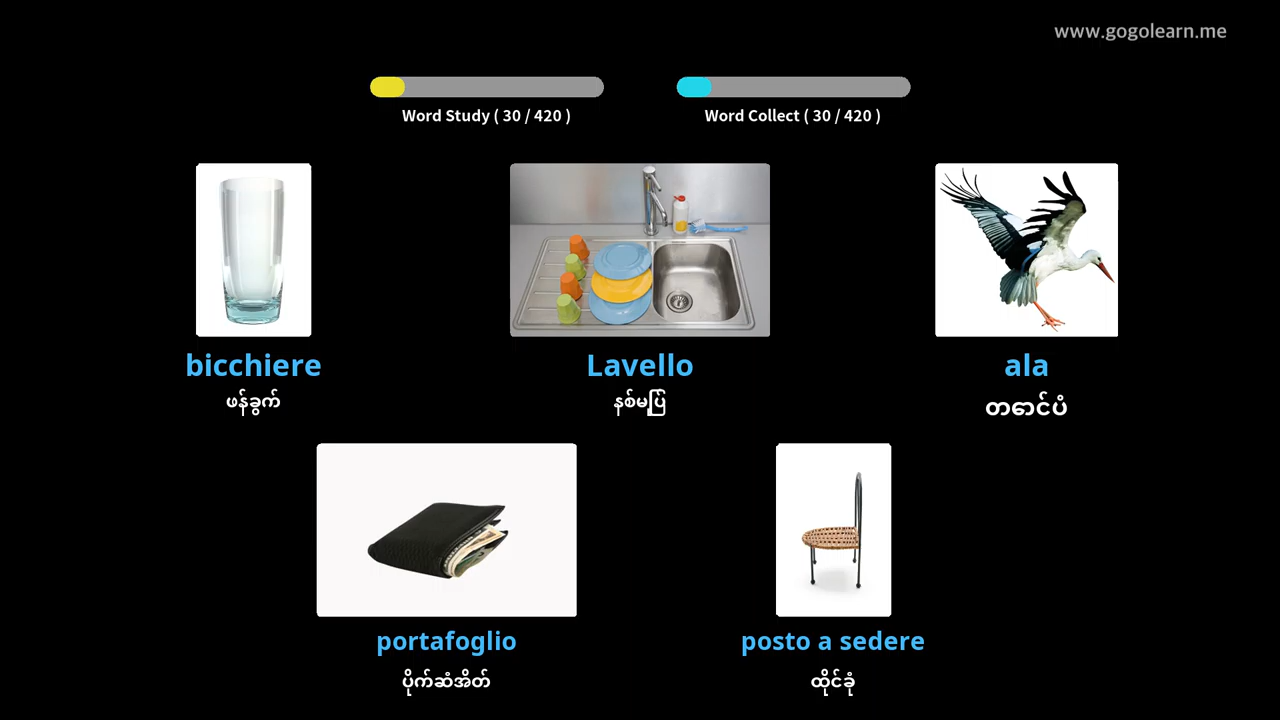 www.gogolearn.me
Word Study ( 30 / 420 )
Word Collect ( 30 / 420 )
bicchiere
Lavello
ala
ဖန်ခွက်
နစ်မြုပ်
တောင်ပံ
portafoglio
posto a sedere
ပိုက်ဆံအိတ်
ထိုင်ခုံ